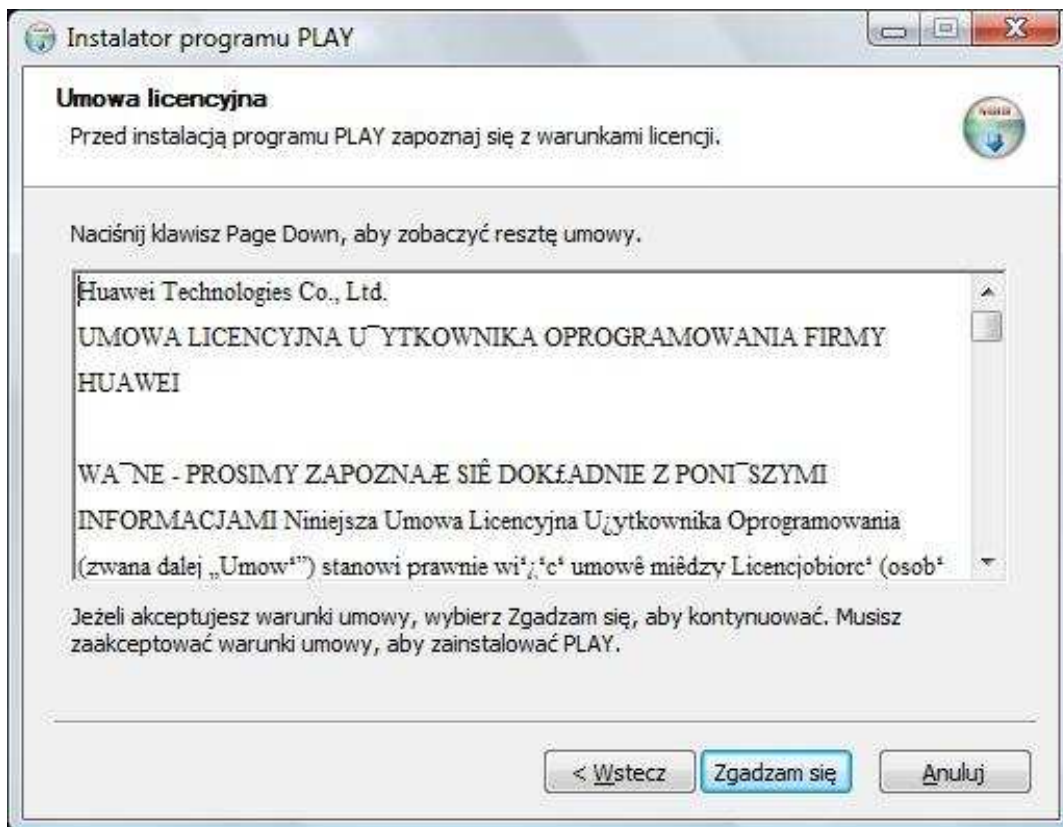 Instalator programu PLAY
Umowa licencyjna
Przed instalacją programu PLAY zapoznaj się z warunkami licencji.
Naciśnij klawisz Page Down, aby zobaczyć resztę umowy.
Huawei Technologies Co., Ltd.
UMOWA LICENCYJNA U¯YTKOWNIKA OPROGRAMOWANIA FIRMY
HUAWEI
WA¯NE - PROSIMY ZAPOZNAÆ SIÊ DOK£ADNIE Z PONI¯SZYMI
INFORMACJAMI Niniejsza Umowa Licencyjna U¿ytkownika Oprogramowania
(zwana dalej „Umow¹”) stanowi prawnie wi¹¿¹c¹ umowê miêdzy Licencjobiorc¹ (osob¹
Jeżeli akceptujesz warunki umowy, wybierz Zgadzam się, aby kontynuować. Musisz
zaakceptować warunki umowy, aby zainstalować PLAY.
< Wstecz Zgadzam się Anuluj